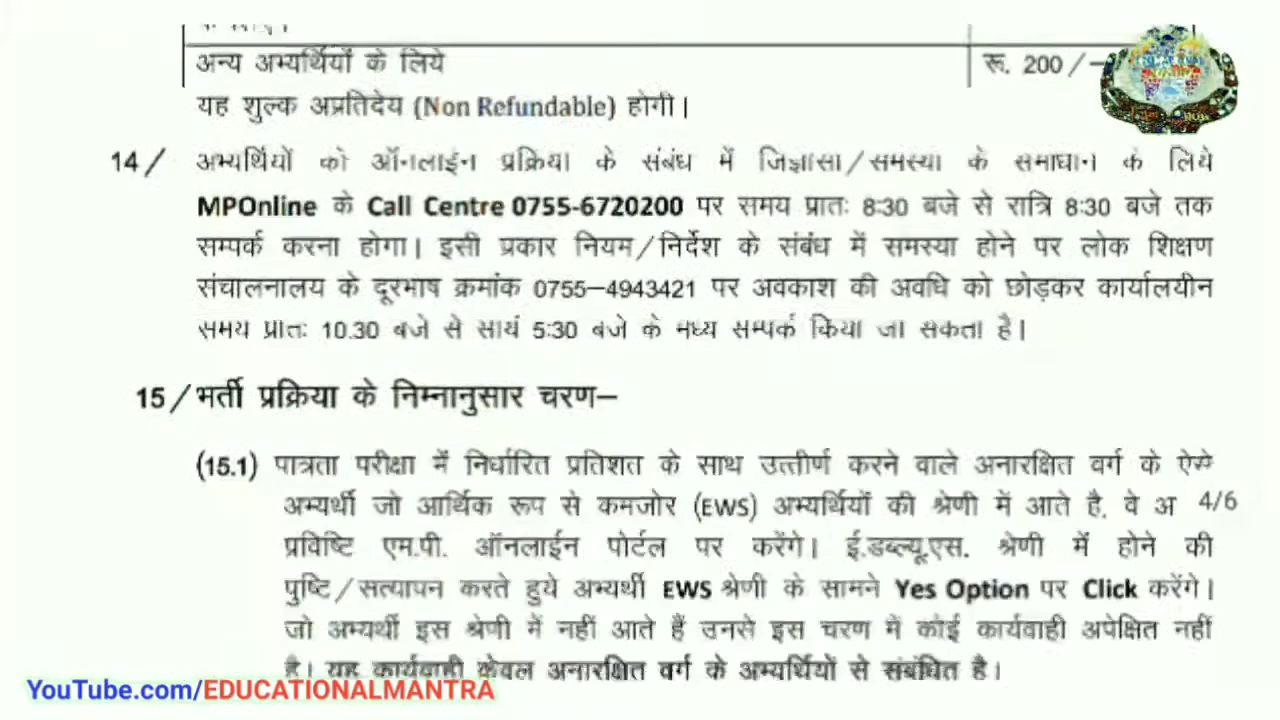 अन्य अभ्यर्थियों के लिये रू. 200/–
यह शुल्क अप्रतिदेय (Non Refundable) होगी।
14/ अभ्यर्थियों को ऑनलाईन प्रक्रिया के संबंध में जिज्ञासा/समस्या के समाधान के लिये
MPOnline के Call Centre 0755-6720200 पर समय प्रातः 8:30 बजे से रात्रि 8:30 बजे तक
सम्पर्क करना होगा। इसी प्रकार नियम/निर्देश के संबंध में समस्या होने पर लोक शिक्षण
संचालनालय के दूरभाष क्रमांक 0755–4943421 पर अवकाश की अवधि को छोड़कर कार्यालयीन
समय प्रातः 10.30 बजे से सायं 5:30 बजे के मध्य सम्पर्क किया जा सकता है।
15/ भर्ती प्रक्रिया के निम्नानुसार चरण–
(15.1) पात्रता परीक्षा में निर्धारित प्रतिशत के साथ उत्तीर्ण करने वाले अनारक्षित वर्ग के ऐसे
अभ्यर्थी जो आर्थिक रूप से कमजोर (EWS) अभ्यर्थियों की श्रेणी में आते है, वे अ 4/6
प्रविष्टि एम.पी. ऑनलाईन पोर्टल पर करेंगे। ई.डब्ल्यू.एस. श्रेणी में होने की
पुष्टि/सत्यापन करते हुये अभ्यर्थी EWS श्रेणी के सामने Yes Option पर Click करेंगे।
जो अभ्यर्थी इस श्रेणी में नहीं आते हैं उनसे इस चरण में कोई कार्यवाही अपेक्षित नहीं
है। यह कार्यवाही केवल अनारक्षित वर्ग के अभ्यर्थियों से संबंधित है।
YouTube.com/EDUCATIONALMANTRA